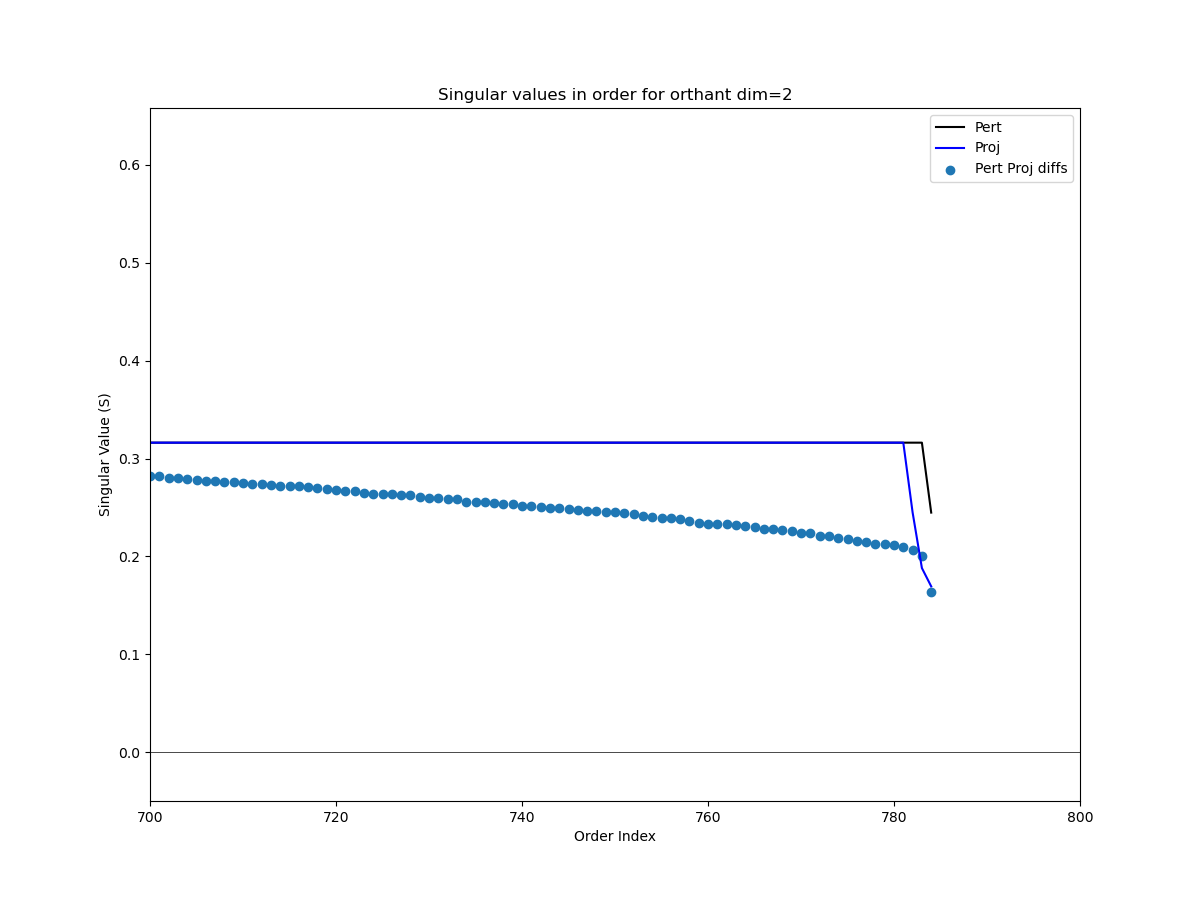 Singular values in order for orthant dim=2
Pert
Proj
Pert Proj diffs
0.6
0.5
0.4
0.3
0.2
0.1
0.0
Singular Value (S)
700 720 740 760 780 800
Order Index